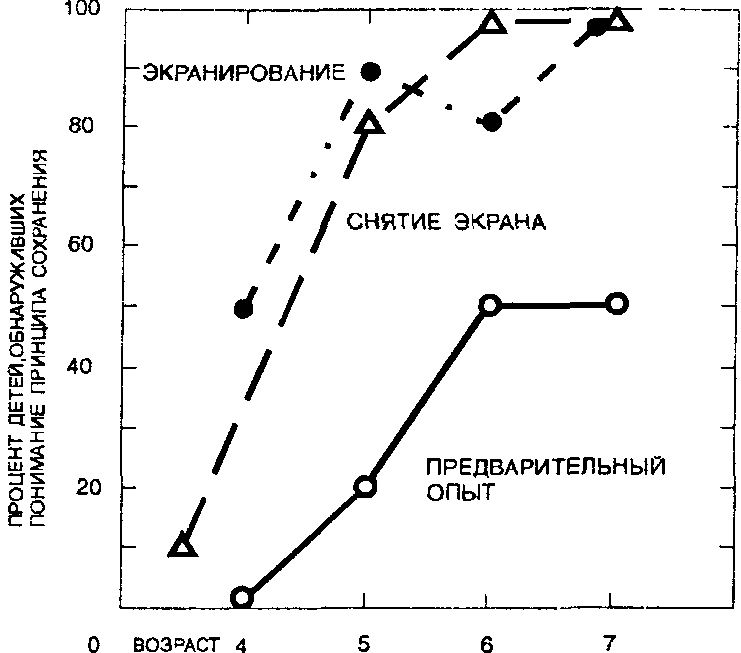 100
80
60
40
20
0
ПРОЦЕНТ ДЕТЕЙ, ОБНАРУЖИВШИХ
ПОНИМАНИЕ ПРИНЦИПА СОХРАНЕНИЯ
ЭКРАНИРОВАНИЕ
СНЯТИЕ ЭКРАНА
ПРЕДВАРИТЕЛЬНЫЙ
ОПЫТ
ВОЗРАСТ 4 5 6 7